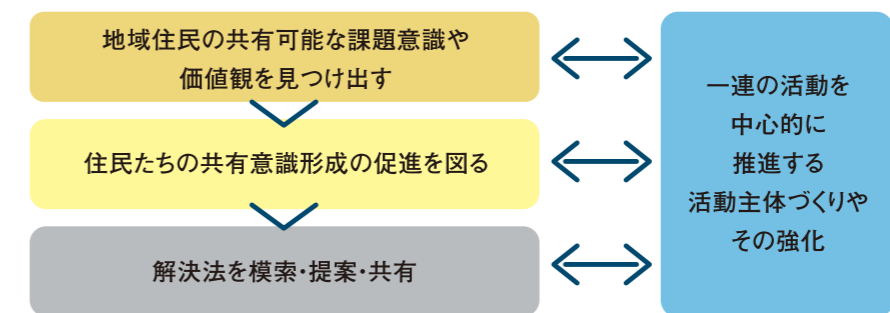 地域住民の共有可能な課題意識や
価値観を見つけ出す
住民たちの共有意識形成の促進を図る
解決法を模索・提案・共有
一連の活動を
中心的に
推進する
活動主体づくりや
その強化